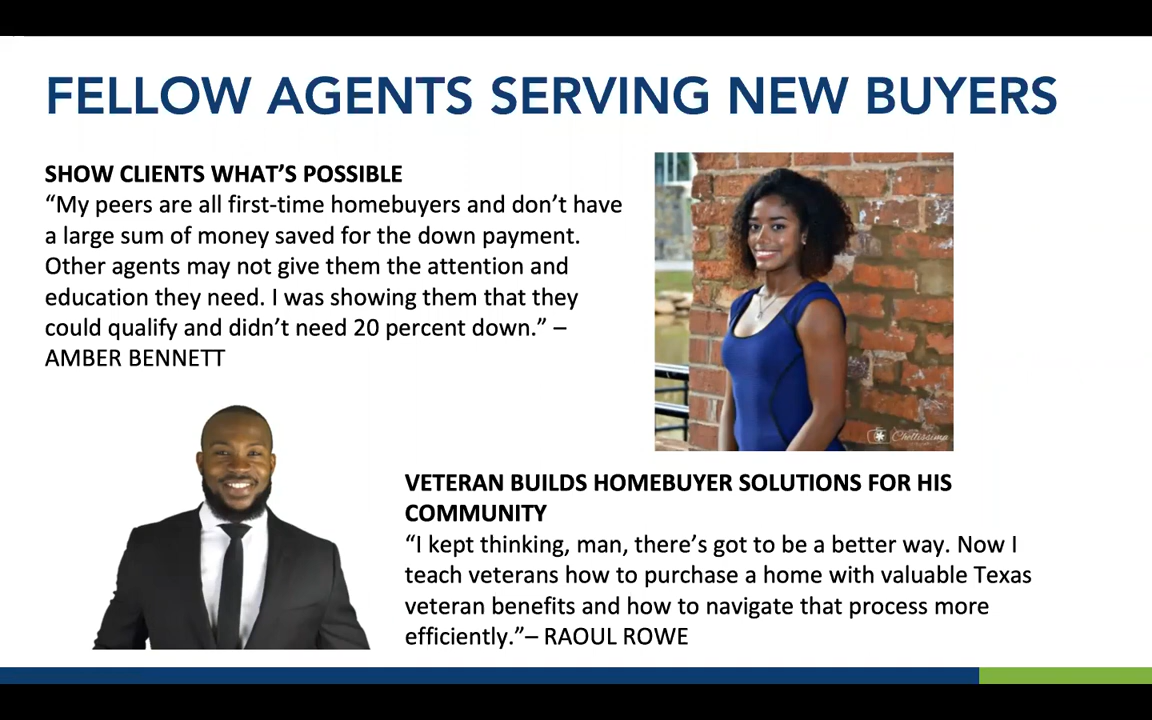 FELLOW AGENTS SERVING NEW BUYERS
SHOW CLIENTS WHAT’S POSSIBLE
“My peers are all first-time homebuyers and don’t have
a large sum of money saved for the down payment.
Other agents may not give them the attention and
education they need. I was showing them that they
could qualify and didn’t need 20 percent down.” –
AMBER BENNETT
Chellissima
VETERAN BUILDS HOMEBUYER SOLUTIONS FOR HIS
COMMUNITY
“I kept thinking, man, there’s got to be a better way. Now I
teach veterans how to purchase a home with valuable Texas
veteran benefits and how to navigate that process more
efficiently.”– RAOUL ROWE